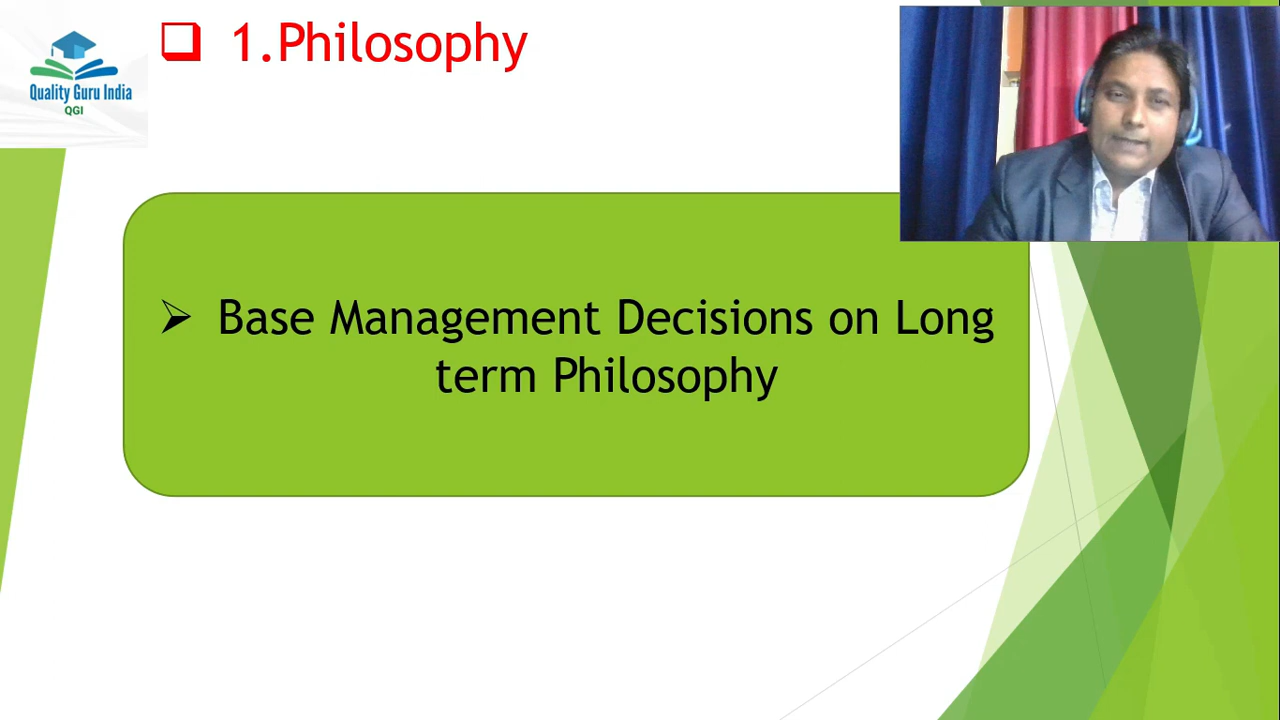 1.Philosophy
Quality Guru India
QGI
Base Management Decisions on Long
term Philosophy